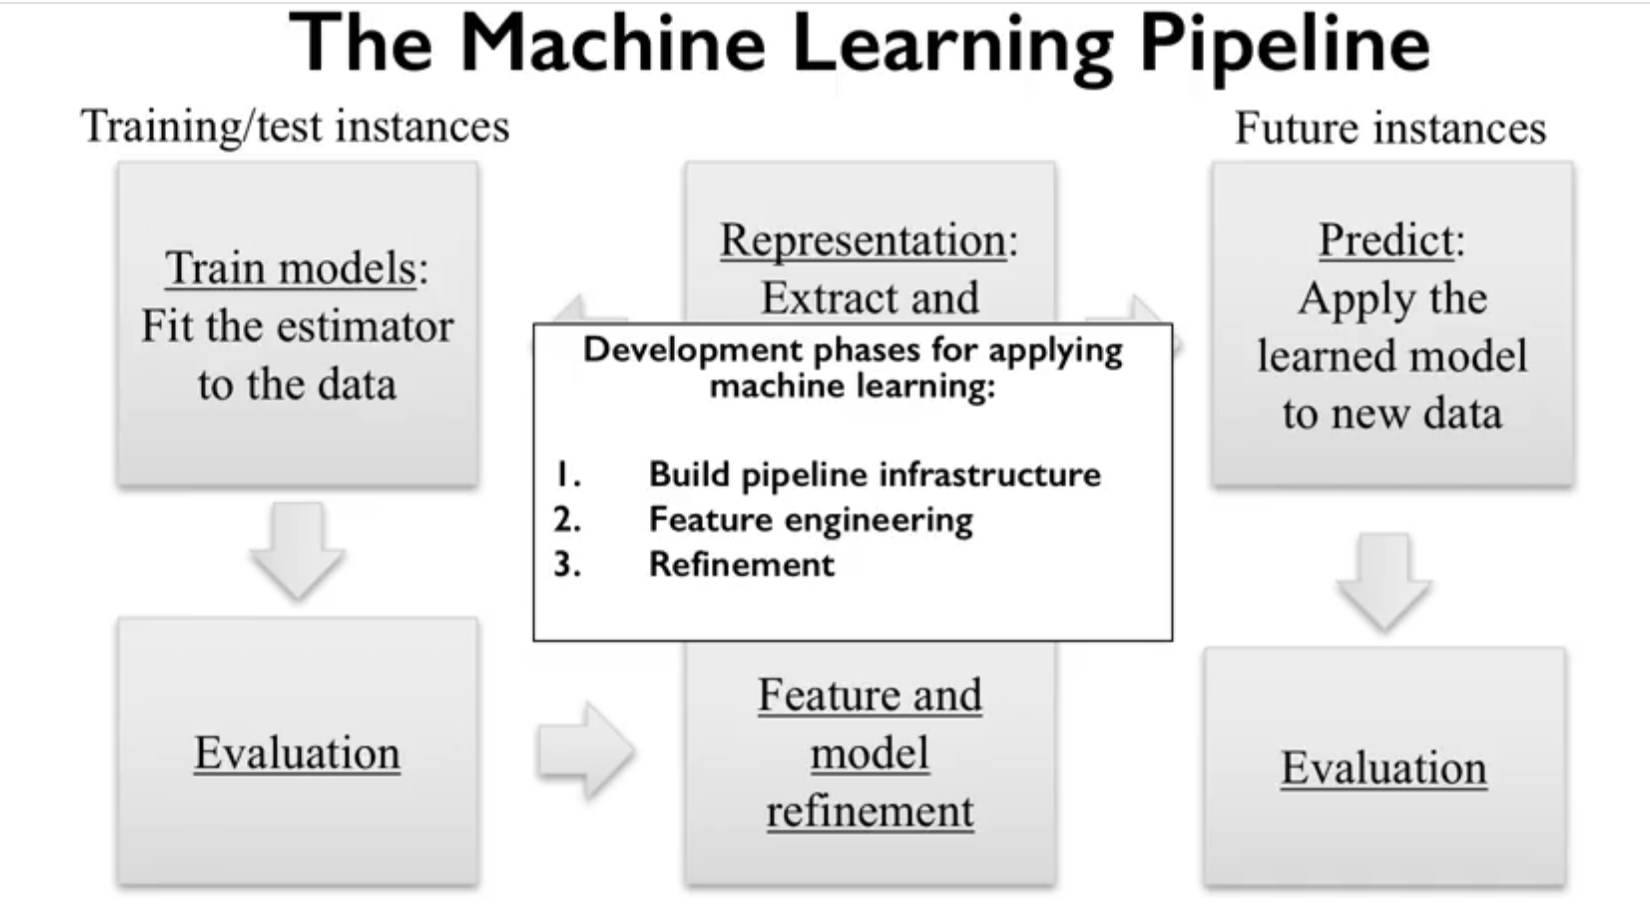 The Machine Learning Pipeline
Training/test instances
Future instances
Train models:
Fit the estimator
to the data
Representation:
Extract and
Predict:
Apply the
learned model
to new data
Development phases for applying
machine learning:
1. Build pipeline infrastructure
2. Feature engineering
3. Refinement
Evaluation
Feature and
model
refinement
Evaluation